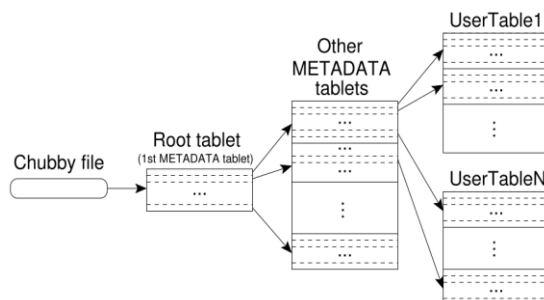 Chubby file
Root tablet
(1st METADATA tablet)
...
Other
METADATA
tablets
...
...
...
⋮
...
UserTable1
...
...
⋮
UserTableN
...
⋮
...